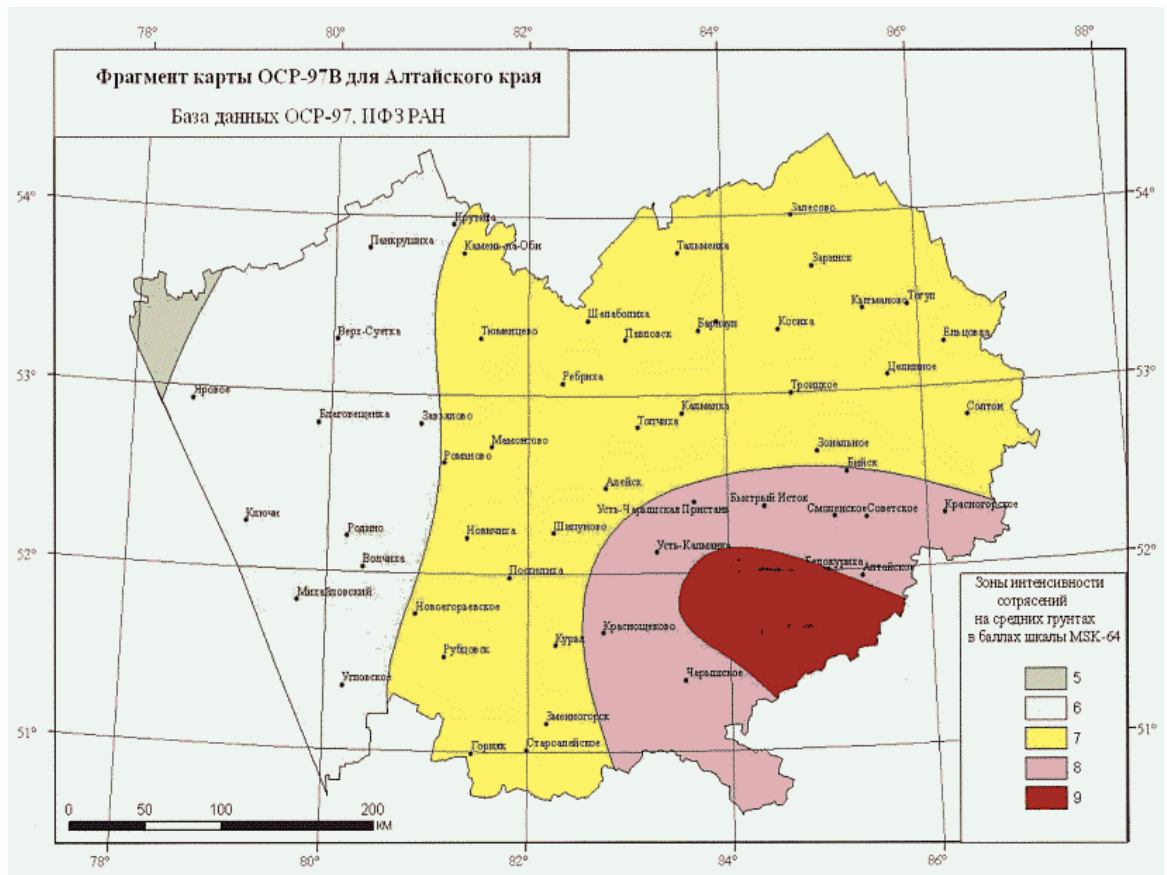 78°
80°
82°
84°
86°
88°
Фрагмент карты ОСР-97В для Алтайского края
База данных ОСР-97, ИФЗ РАН
54°
54°
Залесово
Крутиха
Панкрушиха
Камень-на-Оби
Тальменка
Заринск
Кытманово
Тогул
Шелаболиха
Барнаул
Косиха
Верх-Суетка
Тюменцево
Павловск
Ельцовка
53°
53°
Целинное
Ребриха
Троицкое
Яровое
Калманка
Солтон
Благовещенка
Завьялово
Топчиха
Мамонтово
Зональное
Романово
Бийск
Алейск
Быстрый Исток
Усть-Чарышская Пристань
Смоленское
Советское
Красногорское
Ключи
Родино
Новичиха
Шипуново
Усть-Калманка
52°
52°
Волчиха
Поспелиха
Белокуриха
Алтайское
Михайловский
Новоегорьевское
Краснощеково
Курья
Рубцовск
Угловское
Чарышское
Змеиногорск
51°
51°
Горняк
Староалейское
Зоны интенсивности
сотрясений
на средних грунтах
в баллах шкалы MSK-64
5
6
7
8
9
0
50
100
200
КМ
78°
80°
82°
84°
86°